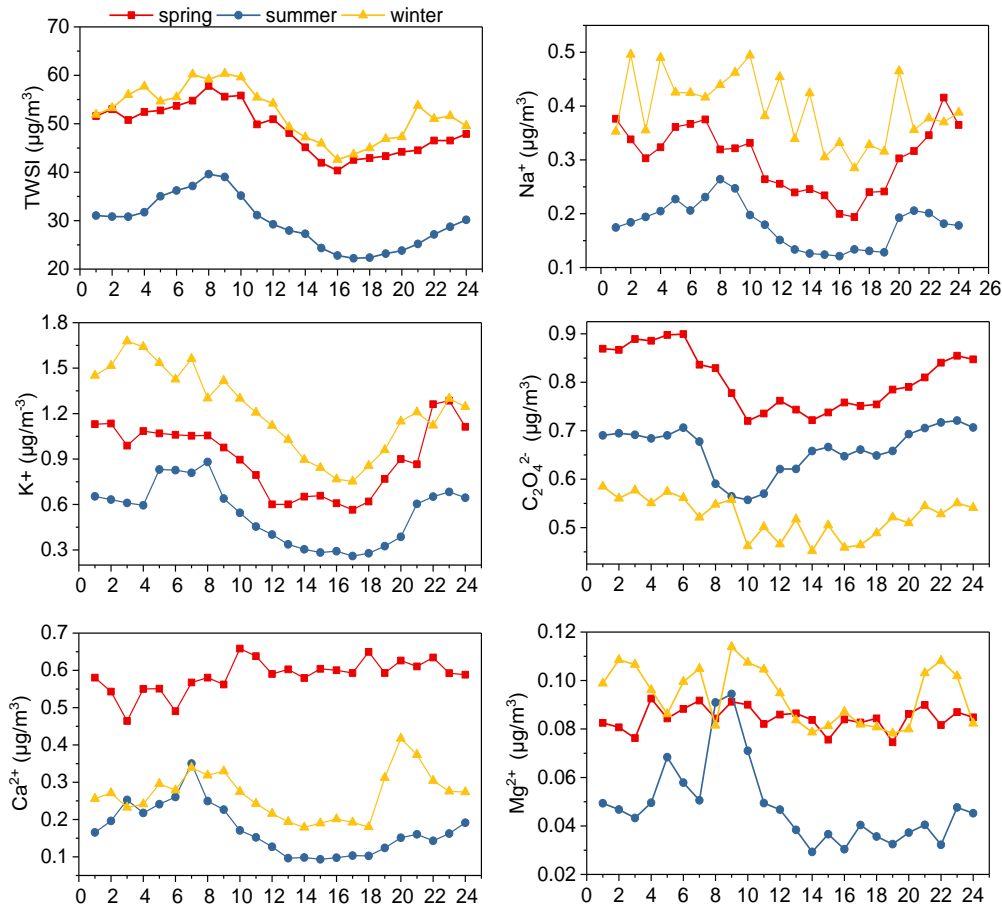 spring summer winter
70
60
50
40
30
20
TWSI (μg/m³)
0 2 4 6 8 10 12 14 16 18 20 22 24
0.5
0.4
0.3
0.2
0.1
Na⁺ (μg/m³)
0 2 4 6 8 10 12 14 16 18 20 22 24 26
1.8
1.5
1.2
0.9
0.6
0.3
K+ (μg/m⁻³)
0 2 4 6 8 10 12 14 16 18 20 22 24
0.9
0.8
0.7
0.6
0.5
C₂O₄²⁻ (μg/m³)
0 2 4 6 8 10 12 14 16 18 20 22 24
0.7
0.6
0.5
0.4
0.3
0.2
0.1
Ca²⁺ (μg/m³)
0 2 4 6 8 10 12 14 16 18 20 22 24
0.12
0.10
0.08
0.06
0.04
0.02
Mg²⁺ (μg/m³)
0 2 4 6 8 10 12 14 16 18 20 22 24